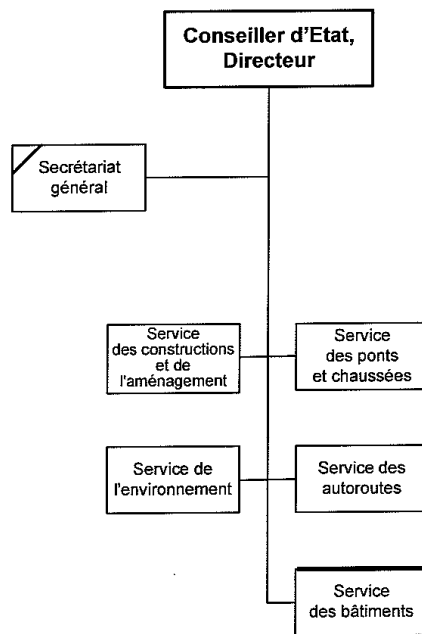 Conseiller d'Etat,
Directeur
Secrétariat
général
Service
des constructions
et de
l'aménagement
Service
des ponts
et chaussées
Service de
l'environnement
Service des
autoroutes
Service
des bâtiments